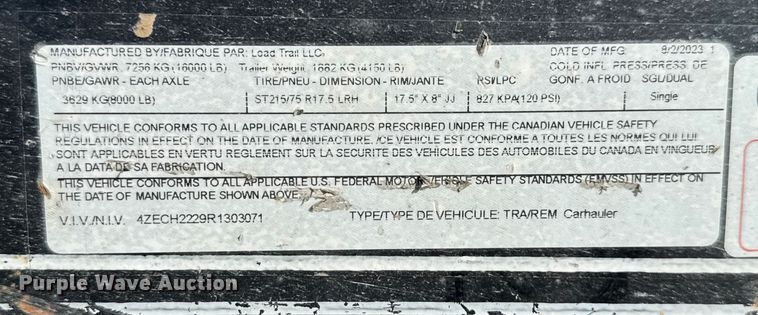 MANUFACTURED BY/FABRIQUE PAR: Load Trail LLC. DATE OF MFG 9/2/2023
PNBV/GVWR 7256 KG (16000 LB) Trailer Weight 1882 KG (4150 LB) COLD INFL. PRESS/PRESS. DE
PNBE/GAWR - EACH AXLE TIRE/PNEU - DIMENSION - RIM/JANTE RSI/LPC GONF. A FROID SGL/DUAL
3629 KG(8000 LB) ST215/75 R17.5 LRH 17.5" X 8" JJ 827 KPA(120 PSI) Single
THIS VEHICLE CONFORMS TO ALL APPLICABLE STANDARDS PRESCRIBED UNDER THE CANADIAN VEHICLE SAFETY
REGULATIONS IN EFFECT ON THE DATE OF MANUFACTURE. /CE VEHICLE EST CONFORME A TOUTES LES NORMES QUI LUI
SONT APPLICABLES EN VERTU REGLEMENT SUR LA SECURITE DES VEHICULES DES AUTOMOBILES DU CANADA EN VINGUEUR
A LA DATA DE SA FABRICATION.
THIS VEHICLE CONFORMS TO ALL APPLICABLE U.S. FEDERAL MOTOR VEHICLE SAFETY STANDARDS (FMVSS) IN EFFECT ON
THE DATE OF MANUFACTURE SHOWN ABOVE.
V.I.V./N.I.V. 4ZECH2229R1303071 TYPE/TYPE DE VEHICULE: TRA/REM Carhauler
Purple Wave Auction